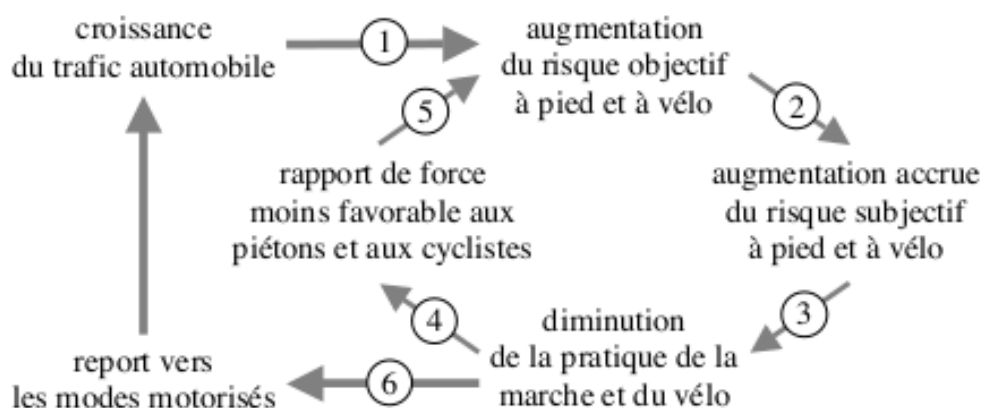 croissance
du trafic automobile
1
augmentation
du risque objectif
à pied et à vélo
2
augmentation accrue
du risque subjectif
à pied et à vélo
3
diminution
de la pratique de la
marche et du vélo
4
rapport de force
moins favorable aux
piétons et aux cyclistes
5
6
report vers
les modes motorisés